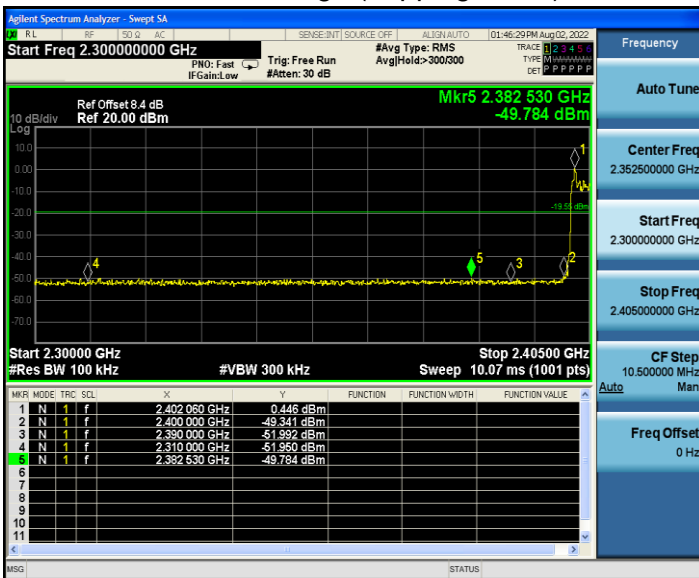 Agilent Spectrum Analyzer - Swept SA
RL RF 50 Ω AC SENSE:INT SOURCE OFF ALIGN AUTO 01:46:29 PM Aug 02, 2022
Start Freq 2.300000000 GHz
PNO: Fast
IFGain:Low
Trig: Free Run
#Atten: 30 dB
#Avg Type: RMS
Avg|Hold:>300/300
TRACE 1 2 3 4 5 6
TYPE M
DET P P P P P P
Ref Offset 8.4 dB
10 dB/div Ref 20.00 dBm
Log
Mkr5 2.382 530 GHz
-49.784 dBm
10.0
0.00
-10.0
-20.0
-30.0
-40.0
-50.0
-60.0
-70.0
1
-19.55 dBm
4
5
3
2
Start 2.30000 GHz Stop 2.40500 GHz
#Res BW 100 kHz #VBW 300 kHz Sweep 10.07 ms (1001 pts)
MKR MODE TRC SCL X Y FUNCTION FUNCTION WIDTH FUNCTION VALUE
1 N 1 f 2.402 060 GHz 0.446 dBm
2 N 1 f 2.400 000 GHz -49.341 dBm
3 N 1 f 2.390 000 GHz -51.992 dBm
4 N 1 f 2.310 000 GHz -51.950 dBm
5 N 1 f 2.382 530 GHz -49.784 dBm
6
7
8
9
10
11
MSG STATUS
Frequency
Auto Tune
Center Freq
2.352500000 GHz
Start Freq
2.300000000 GHz
Stop Freq
2.405000000 GHz
CF Step
10.500000 MHz
Auto Man
Freq Offset
0 Hz